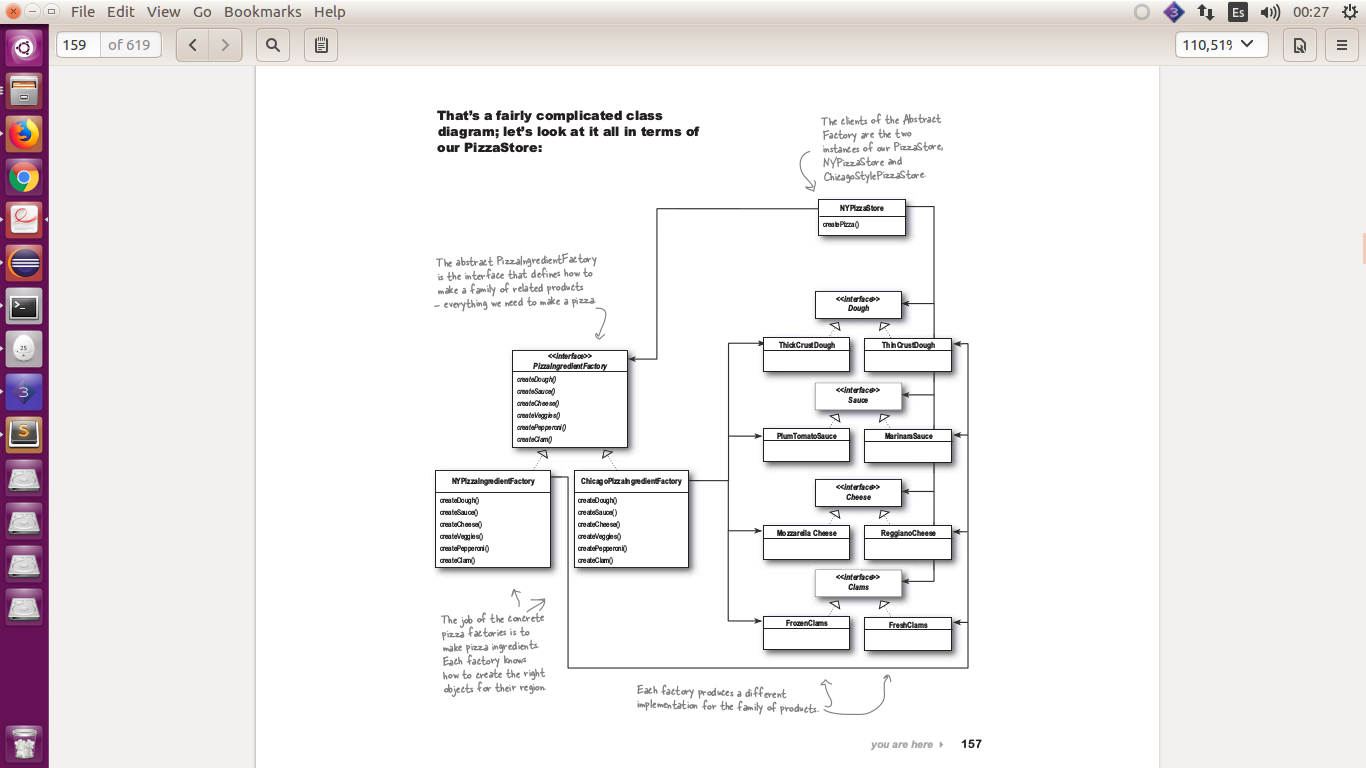 File Edit View Go Bookmarks Help
Es
00:27
159 of 619
110,51%
That's a fairly complicated class
diagram; let's look at it all in terms of
our PizzaStore:
The clients of the Abstract
Factory are the two
instances of our PizzaStore,
NYPizzaStore and
ChicagoStylePizzaStore.
NYPizzaStore
createPizza()
The abstract PizzaIngredientFactory
is the interface that defines how to
make a family of related products
– everything we need to make a pizza.
<<interface>>
PizzaIngredientFactory
createDough()
createSauce()
createCheese()
createVeggies()
createPepperoni()
createClam()
NYPizzaIngredientFactory
createDough()
createSauce()
createCheese()
createVeggies()
createPepperoni()
createClam()
ChicagoPizzaIngredientFactory
createDough()
createSauce()
createCheese()
createVeggies()
createPepperoni()
createClam()
<<interface>>
Dough
ThickCrustDough
ThinCrustDough
<<interface>>
Sauce
PlumTomatoSauce
MarinaraSauce
<<interface>>
Cheese
Mozzarella Cheese
ReggianoCheese
<<interface>>
Clams
FrozenClams
FreshClams
The job of the concrete
pizza factories is to
make pizza ingredients.
Each factory knows
how to create the right
objects for their region.
Each factory produces a different
implementation for the family of products.
you are here
157
25
3
S